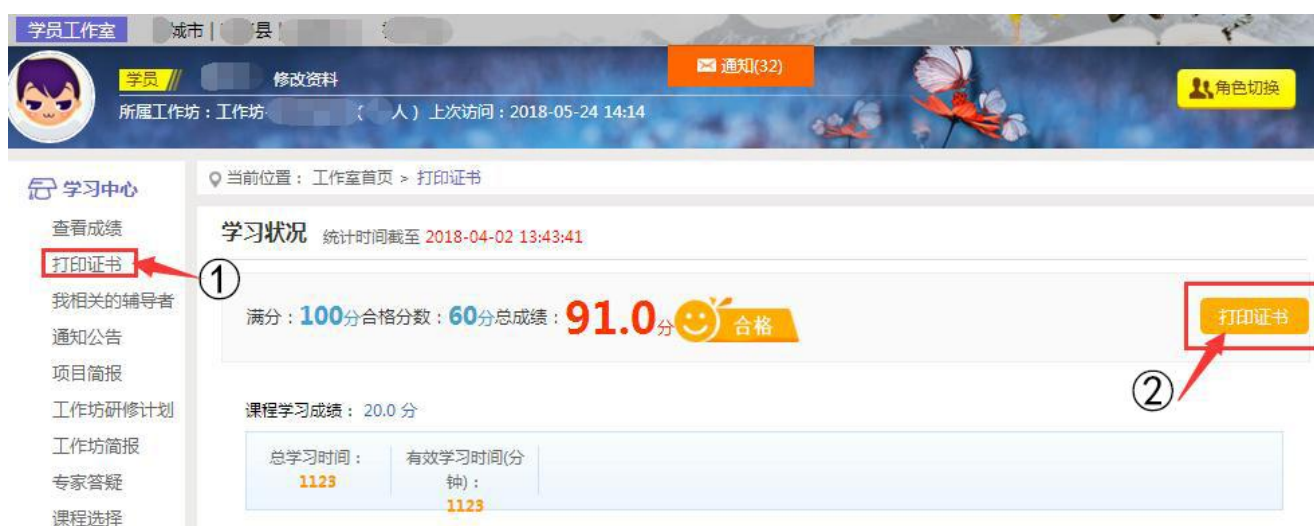 学员工作室 城市 | 县 |
学员 修改资料
通知(32)
角色切换
所属工作坊：工作坊- （ 人）上次访问：2018-05-24 14:14
学习中心
查看成绩
打印证书
我相关的辅导者
通知公告
项目简报
工作坊研修计划
工作坊简报
专家答疑
课程选择
当前位置： 工作室首页 > 打印证书
学习状况 统计时间截至 2018-04-02 13:43:41
①
满分：100分合格分数：60分总成绩：91.0分 合格
打印证书
②
课程学习成绩： 20.0 分
总学习时间：
1123
有效学习时间(分
钟)：
1123